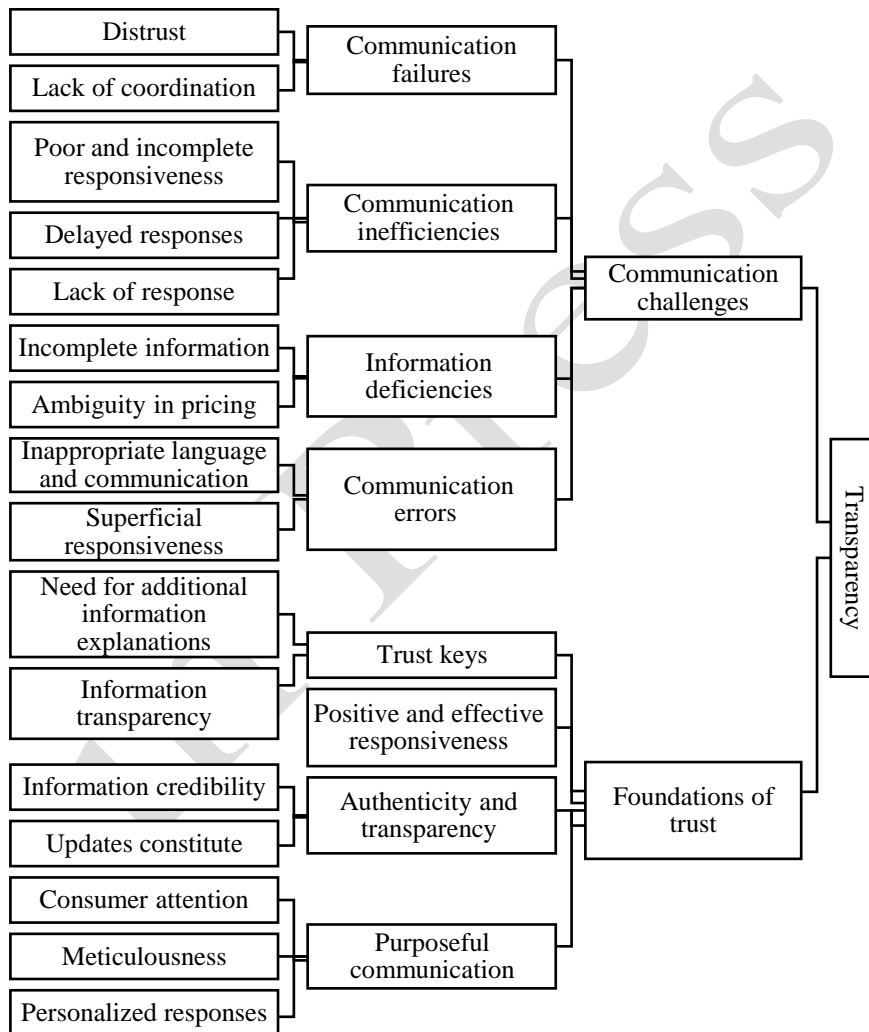 Distrust
Lack of coordination
Communication
failures
Poor and incomplete
responsiveness
Delayed responses
Lack of response
Communication
inefficiencies
Incomplete information
Ambiguity in pricing
Information
deficiencies
Inappropriate language
and communication
Superficial
responsiveness
Communication
errors
Communication
challenges
Need for additional
information
explanations
Information
transparency
Trust keys
Positive and effective
responsiveness
Information credibility
Updates constitute
Authenticity and
transparency
Consumer attention
Meticulousness
Personalized responses
Purposeful
communication
Foundations of
trust
Transparency
In Press